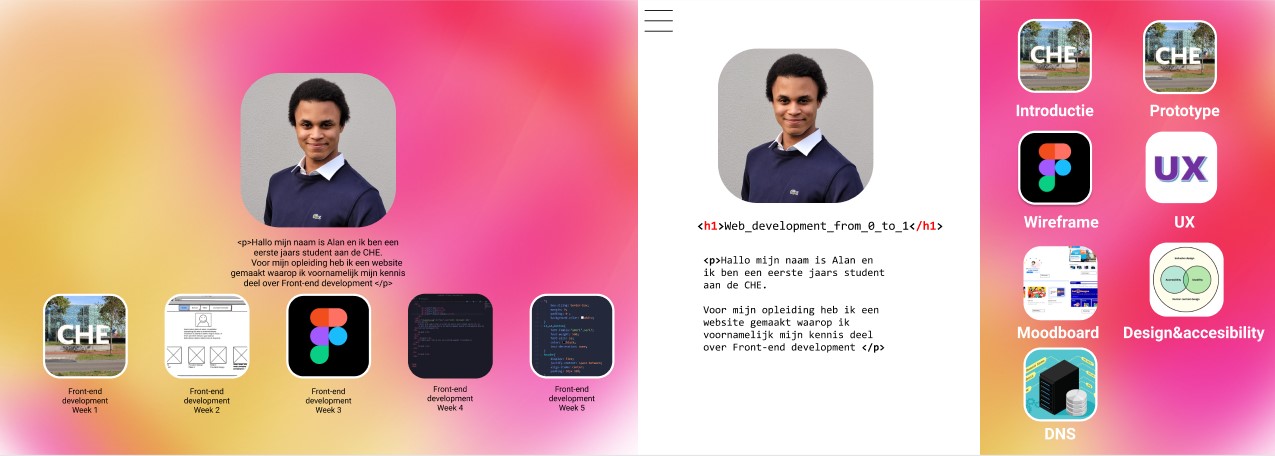 <p>Hallo mijn naam is Alan en ik ben een
eerste jaars student aan de CHE.
Voor mijn opleiding heb ik een website
gemaakt waarop ik voornamelijk mijn kennis
deel over Front-end development </p>
CHE
Front-end
development
Week 1
Front-end
development
Week 2
Front-end
development
Week 3
Front-end
development
Week 4
Front-end
development
Week 5
<h1>Web_development_from_0_to_1</h1>
<p>Hallo mijn naam is Alan en
ik ben een eerste jaars student
aan de CHE.
Voor mijn opleiding heb ik een
website gemaakt waarop ik
voornamelijk mijn kennis deel
over Front-end development </p>
CHE
Introductie
CHE
Prototype
Wireframe
UX
UX
Moodboard
Design&accesibility
DNS